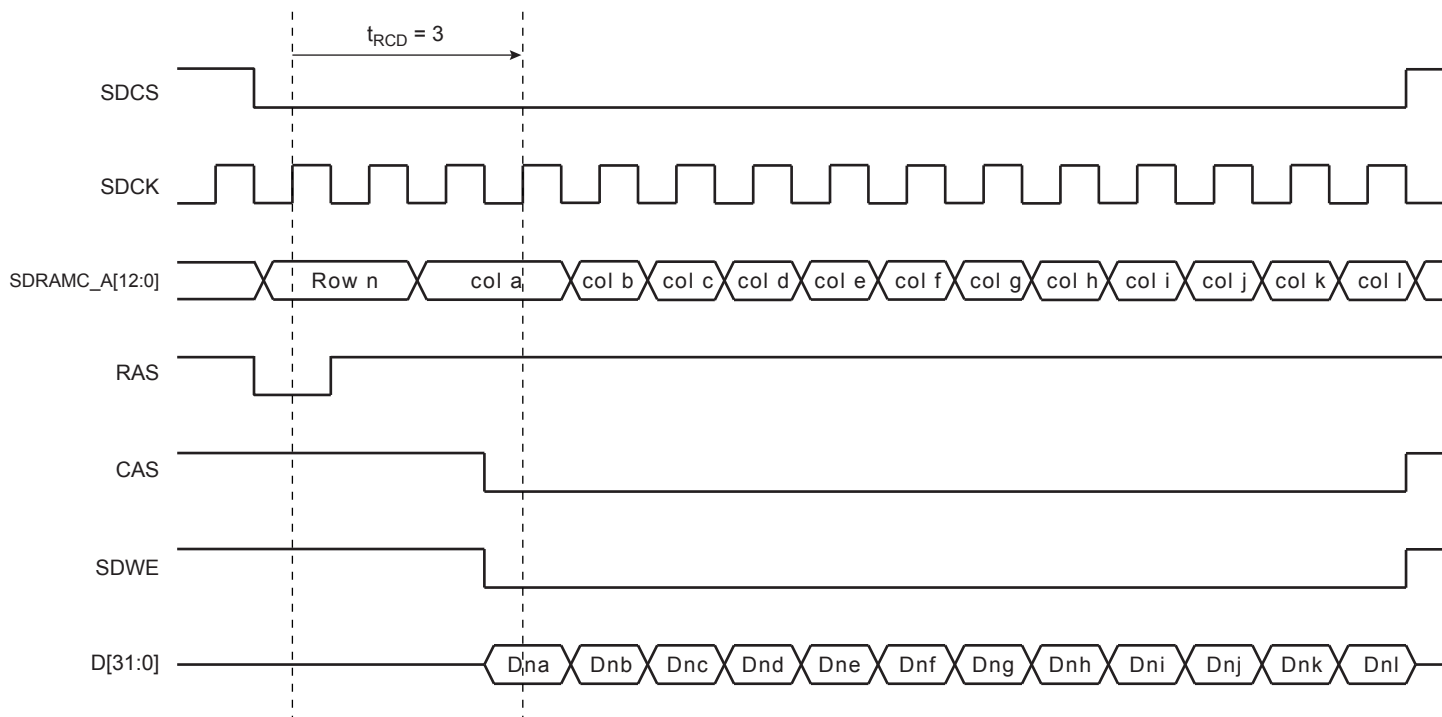 tRCD = 3
SDCS
SDCK
SDRAMC_A[12:0] Row n col a col b col c col d col e col f col g col h col i col j col k col l
RAS
CAS
SDWE
D[31:0] Dna Dnb Dnc Dnd Dne Dnf Dng Dnh Dni Dnj Dnk Dnl